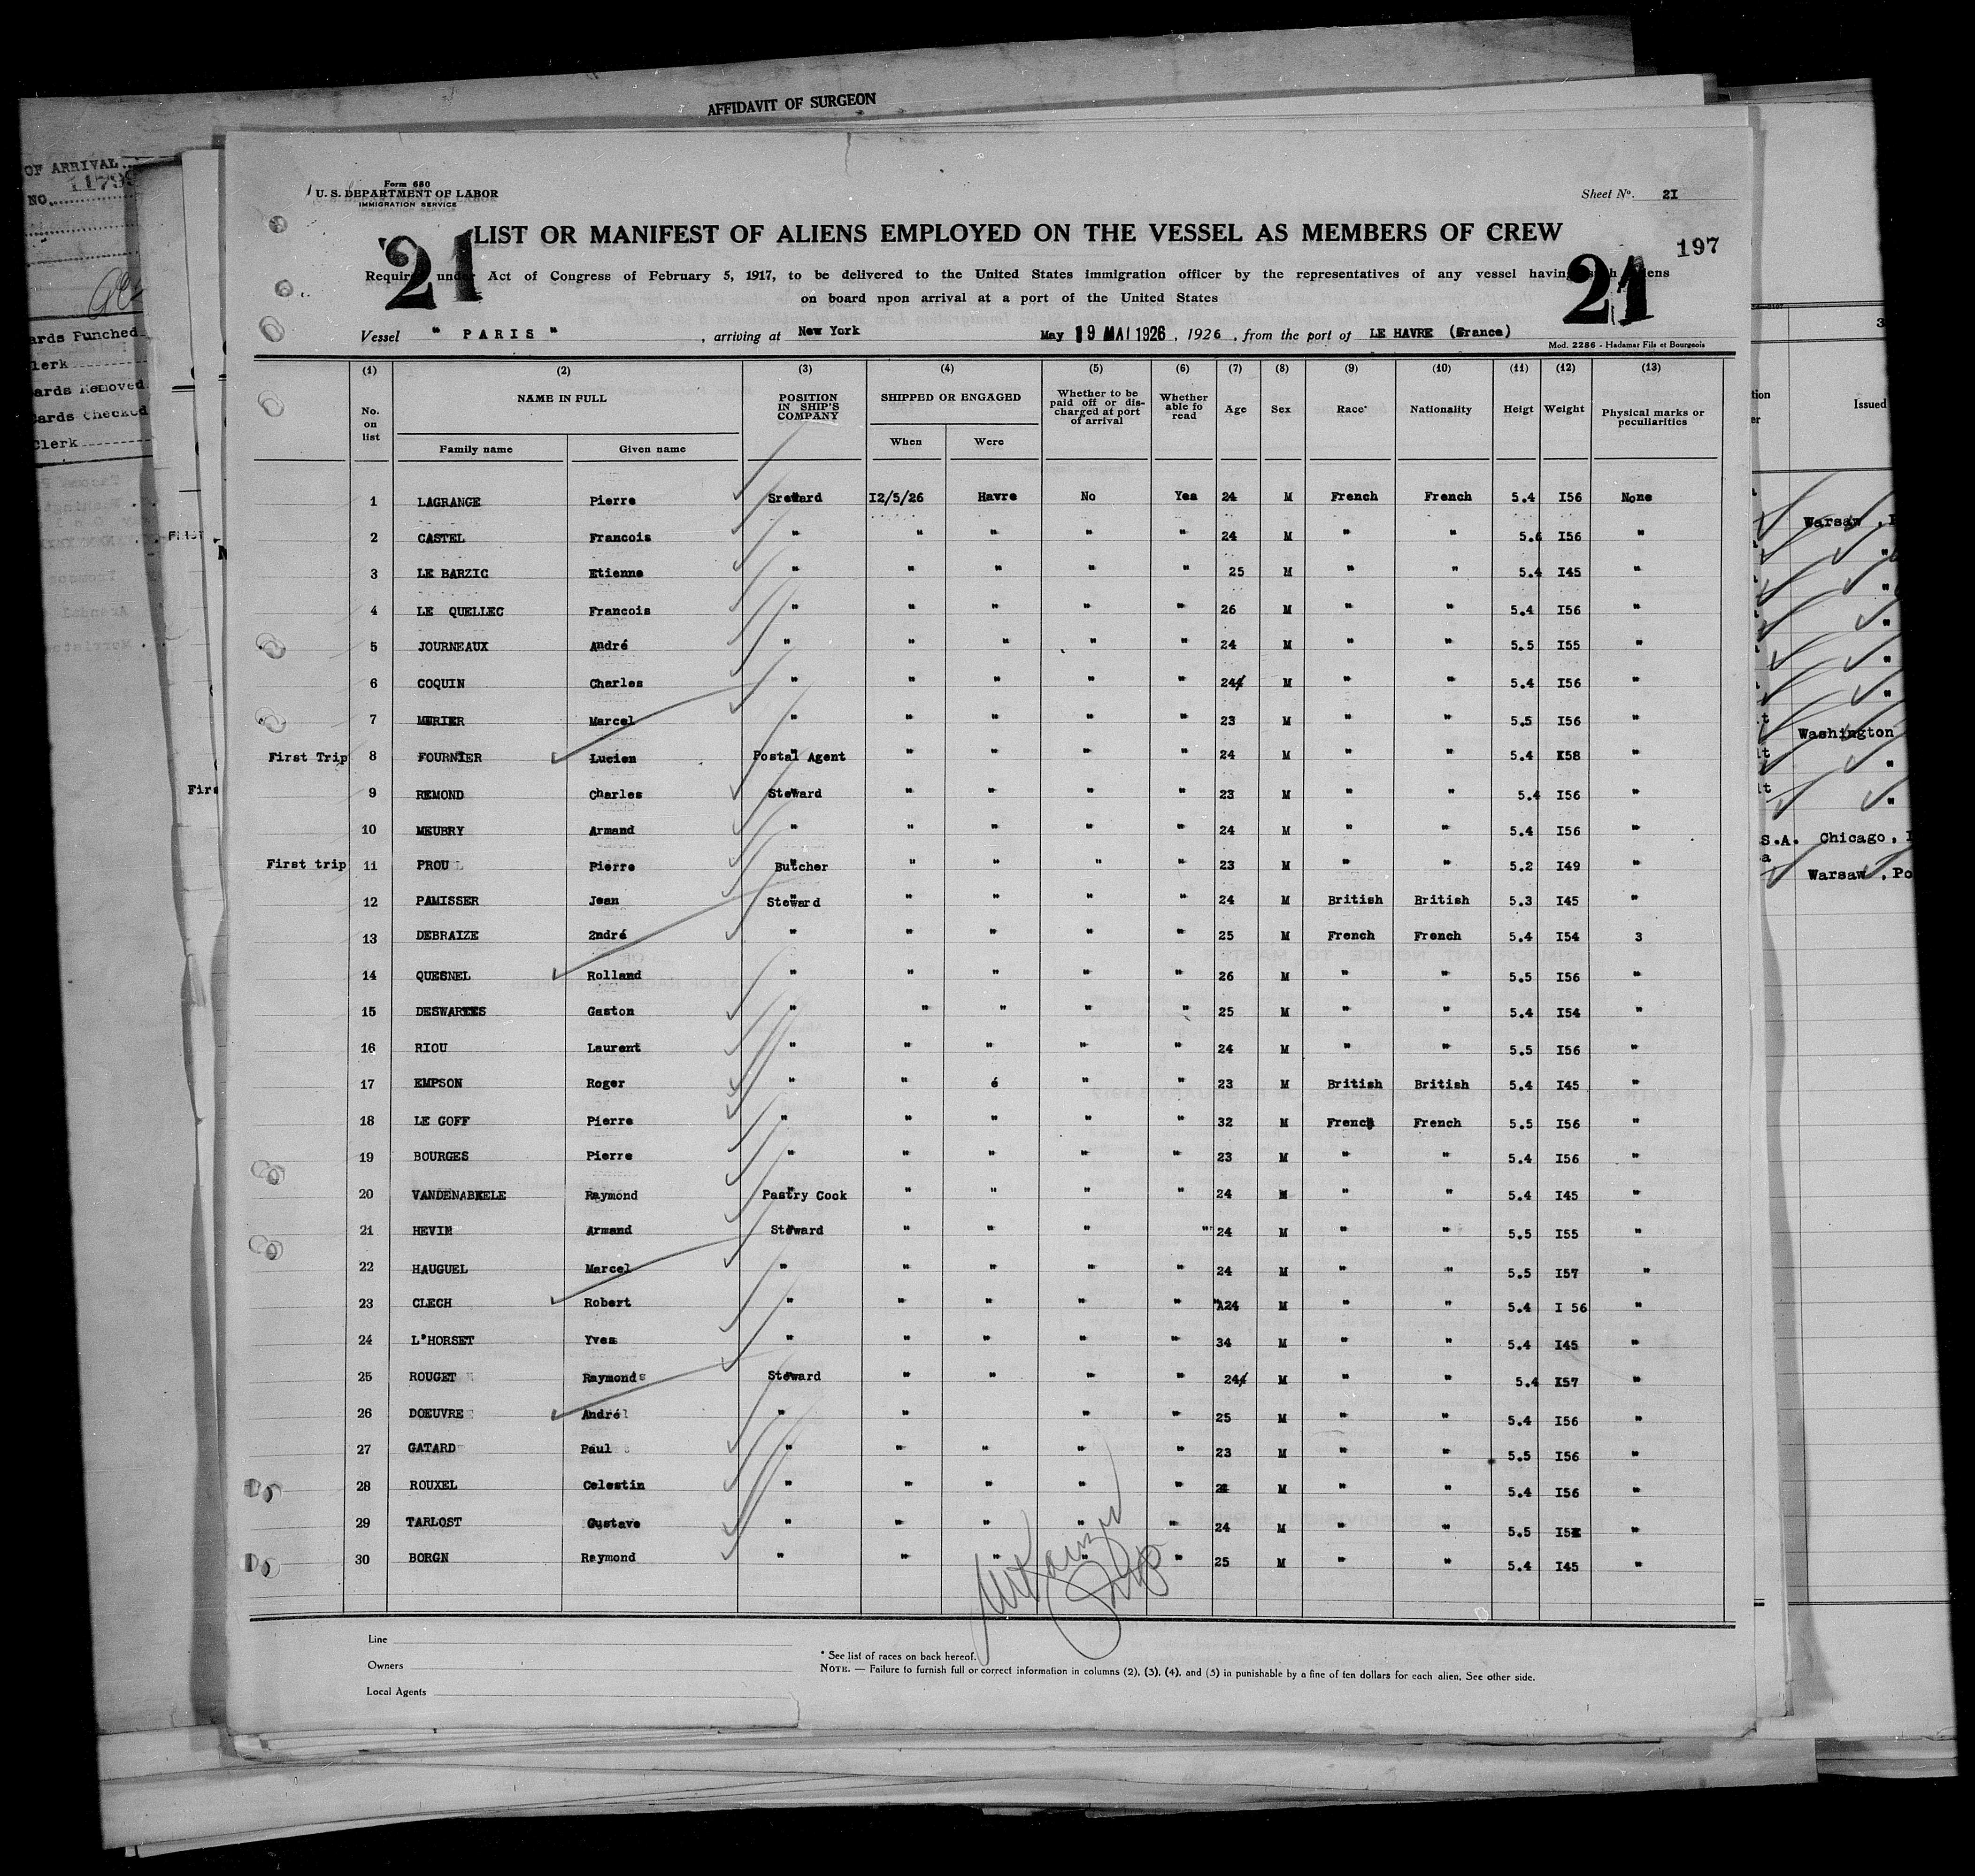 AFFIDAVIT OF SURGEON
OF ARRIVAL
NO. 11799
Form 680
U. S. DEPARTMENT OF LABOR
IMMIGRATION SERVICE
Sheet No. 2I
21 LIST OR MANIFEST OF ALIENS EMPLOYED ON THE VESSEL AS MEMBERS OF CREW 21
197
Required under Act of Congress of February 5, 1917, to be delivered to the United States immigration officer by the representatives of any vessel having such aliens
on board npon arrival at a port of the United States
Vessel " PARIS " , arriving at New York May 19 MAI 1926 , 1926 , from the port of LE HAVRE (France)
Mod. 2286 - Hadamar Fils et Bourgeois
(1) (2) (3) (4) (5) (6) (7) (8) (9) (10) (11) (12) (13)
No. on list NAME IN FULL Family name Given name POSITION IN SHIP'S COMPANY SHIPPED OR ENGAGED When Were Whether to be paid off or discharged at port of arrival Whether able fo read Age Sex Race* Nationality Heigt Weight Physical marks or peculiarities
1 LAGRANGE Pierre Sreward I2/5/26 Havre No Yes 24 M French French 5.4 I56 None
2 CASTEL Francois " " " " " 24 M " " 5.6 I56 "
3 LE BARZIC Etienne " " " " " 25 M " " 5.4 I45 "
4 LE QUELLEC Francois " " " " " 26 M " " 5.4 I56 "
5 JOURNEAUX André " " " " " 24 M " " 5.5 I55 "
6 COQUIN Charles " " " " " 24 M " " 5.4 I56 "
7 MERIER Marcel " " " " " 23 M " " 5.5 I56 "
First Trip 8 FOURNIER Lucien Postal Agent " " " " 24 M " " 5.4 I58 "
9 REMOND Charles Steward " " " " 23 M " " 5.4 I56 "
10 MEUBRY Armand " " " " " 24 M " " 5.4 I56 "
First trip 11 PROU Pierre Butcher " " " " 23 M " " 5.2 I49 "
12 PAMISSER Jean Steward " " " " 24 M British British 5.3 I45 "
13 DEBRAIZE 2ndré " " " " " 25 M French French 5.4 I54 3
14 QUESNEL Rolland " " " " " 26 M " " 5.5 I56 "
15 DESWARTES Gaston " " " " " 25 M " " 5.4 I54 "
16 RIOU Laurent " " " " " 24 M " " 5.5 I56 "
17 EMPSON Roger " " é " " 23 M British British 5.4 I45 "
18 LE GOFF Pierre " " " " " 32 M French French 5.5 I56 "
19 BOURGES Pierre " " " " " 23 M " " 5.4 I56 "
20 VANDENABEELE Raymond Pastry Cook " " " " 24 M " " 5.4 I45 "
21 HEVIN Armand Steward " " " " 24 M " " 5.5 I55 "
22 HAUGUEL Marcel " " " " " 24 M " " 5.5 I57 "
23 CLECH Robert " " " " " 24 M " " 5.4 I 56 "
24 L'HORSET Yves " " " " " 34 M " " 5.4 I45 "
25 ROUGET Raymond Steward " " " " 24 M " " 5.4 I57 "
26 DOEUVRE André " " " " 25 M " " 5.4 I56 "
27 GATARD Paul " " " " " 23 M " " 5.5 I56 "
28 ROUXEL Celestin " " " " " M " " 5.4 I56 "
29 TARLOST Gustave " " " " " 24 M " " 5.5 "
30 BORGN Raymond " " " " " 25 M " " 5.4 I45 "
Line
Owners
Local Agents
* See list of races on back hereof.
NOTE. — Failure to furnish full or correct information in columns (2), (3), (4), and (5) in punishable by a fine of ten dollars for each alien, See other side.
Issued
Warsaw
Washington
S.A. Chicago,
Warsaw , Po